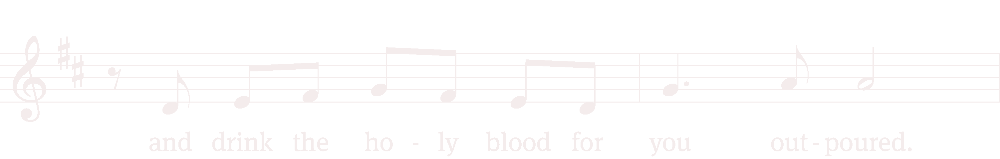 and drink the ho - ly blood for you out - poured.